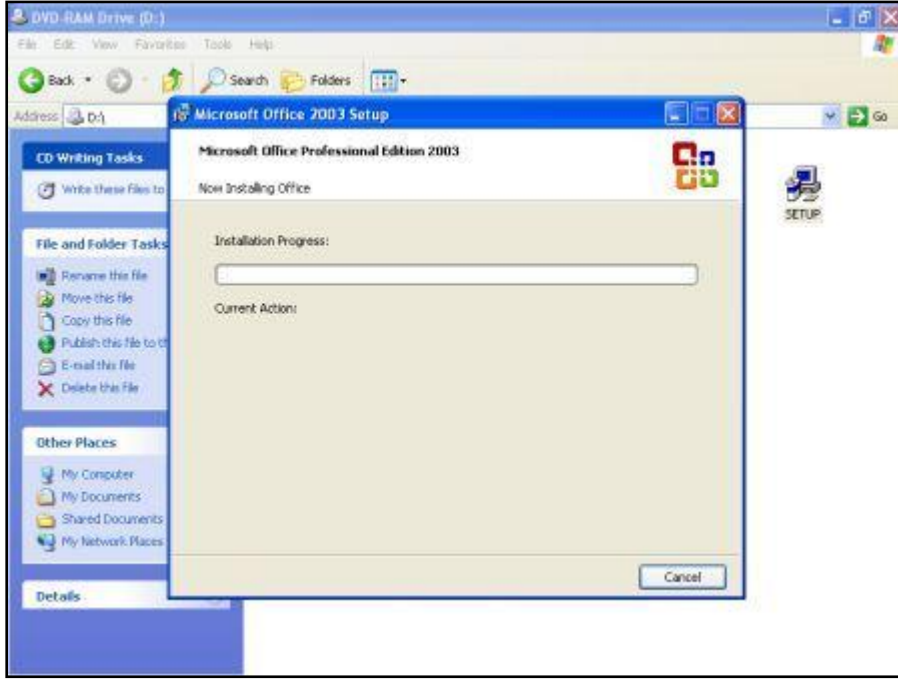 DVD-RAM Drive (D:)
File Edit View Favorites Tools Help
Back Search Folders
Address D:\ Go
Microsoft Office 2003 Setup
Microsoft Office Professional Edition 2003
Now Installing Office
Installation Progress:
Current Action:
Cancel
CD Writing Tasks
Write these files to
File and Folder Tasks
Rename this file
Move this file
Copy this file
Publish this file to
E-mail this file
Delete this file
Other Places
My Computer
My Documents
Shared Documents
My Network Places
Details
SETUP